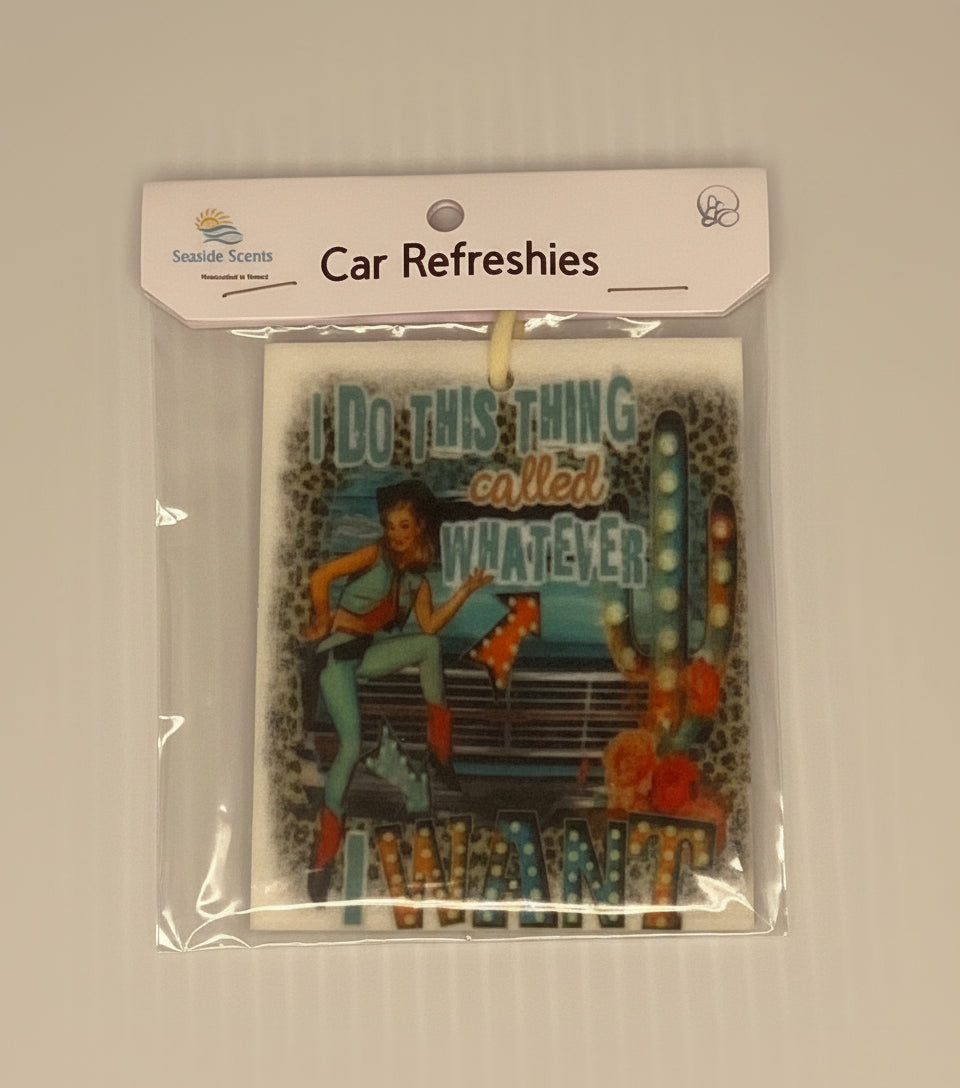 Seaside Scents
Car Refreshies
I DO THIS THING
called
WHATEVER
I WANT